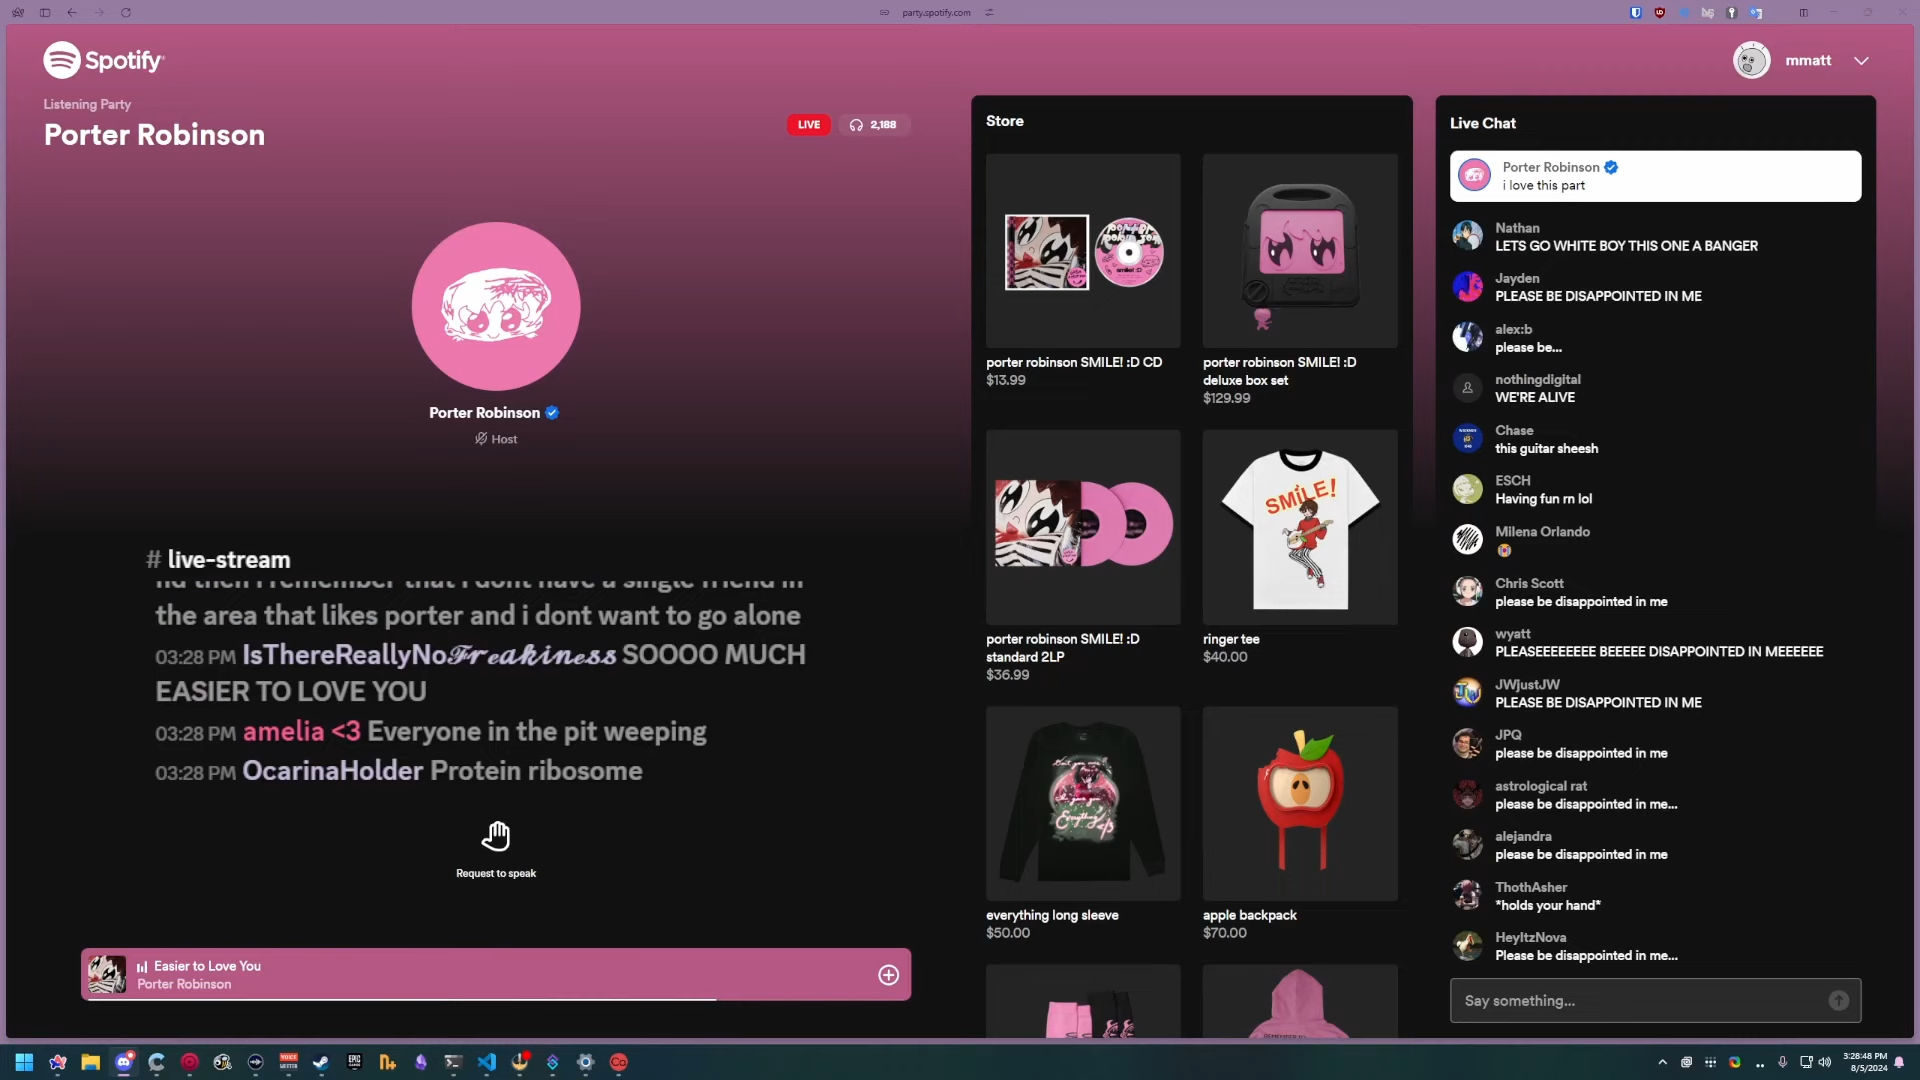 party.spotify.com
Spotify
mmatt
Listening Party
Porter Robinson
LIVE
2,188
Porter Robinson
Host
# live-stream
nd then i remember that i dont have a single friend in
the area that likes porter and i dont want to go alone
03:28 PM IsThereReallyNo𝓕𝓻𝓮𝓪𝓴𝓲𝓷𝓮𝓼𝓼 SOOOO MUCH
EASIER TO LOVE YOU
03:28 PM amelia <3 Everyone in the pit weeping
03:28 PM OcarinaHolder Protein ribosome
Request to speak
Easier to Love You
Porter Robinson
Store
porter robinson SMILE! :D CD
$13.99
porter robinson SMILE! :D
deluxe box set
$129.99
porter robinson SMILE! :D
standard 2LP
$36.99
SMiLE!
ringer tee
$40.00
everything long sleeve
$50.00
apple backpack
$70.00
Live Chat
Porter Robinson
i love this part
Nathan
LETS GO WHITE BOY THIS ONE A BANGER
Jayden
PLEASE BE DISAPPOINTED IN ME
alex:b
please be...
nothingdigital
WE'RE ALIVE
Chase
this guitar sheesh
ESCH
Having fun rn lol
Milena Orlando
Chris Scott
please be disappointed in me
wyatt
PLEASEEEEEEEE BEEEEE DISAPPOINTED IN MEEEEEE
JWjustJW
PLEASE BE DISAPPOINTED IN ME
JPQ
please be disappointed in me
astrological rat
please be disappointed in me...
alejandra
please be disappointed in me
ThothAsher
*holds your hand*
HeyItzNova
Please be disappointed in me...
Say something...
3:28:48 PM
8/5/2024